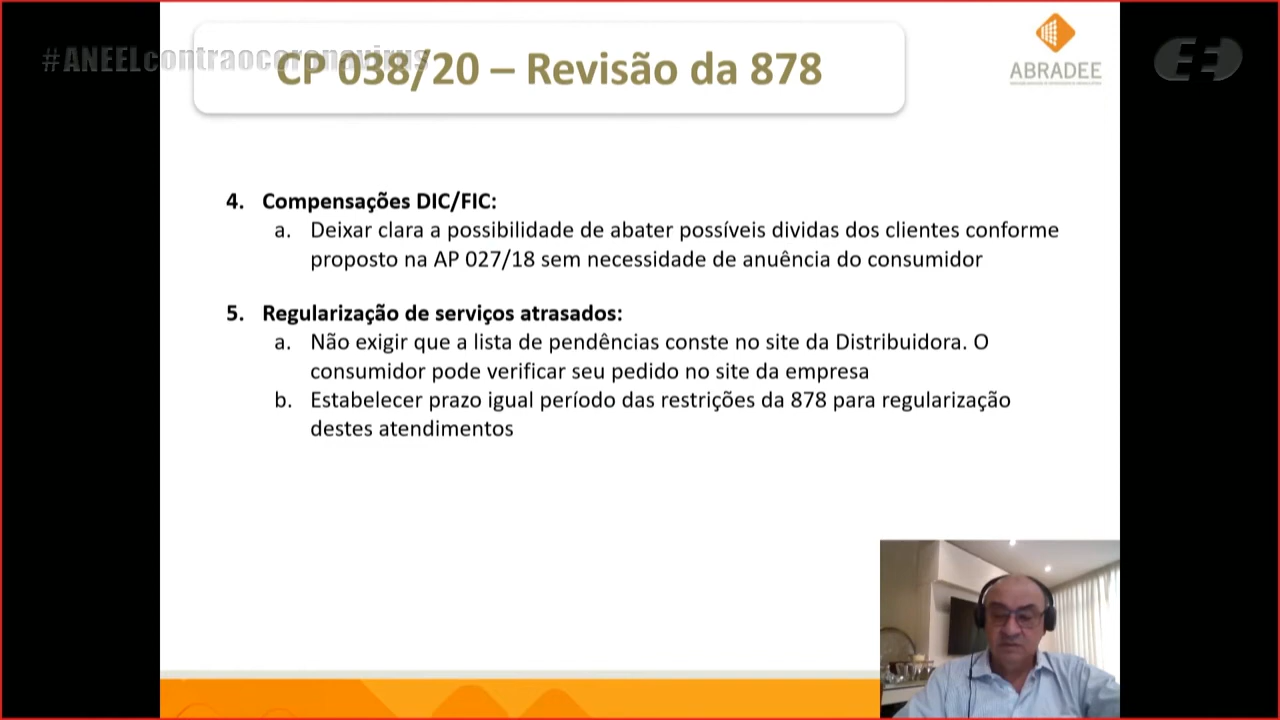 #ANEELcontraocoronavírus
CP 038/20 – Revisão da 878
ABRADEE
4. Compensações DIC/FIC:
a. Deixar clara a possibilidade de abater possíveis dividas dos clientes conforme
proposto na AP 027/18 sem necessidade de anuência do consumidor
5. Regularização de serviços atrasados:
a. Não exigir que a lista de pendências conste no site da Distribuidora. O
consumidor pode verificar seu pedido no site da empresa
b. Estabelecer prazo igual período das restrições da 878 para regularização
destes atendimentos